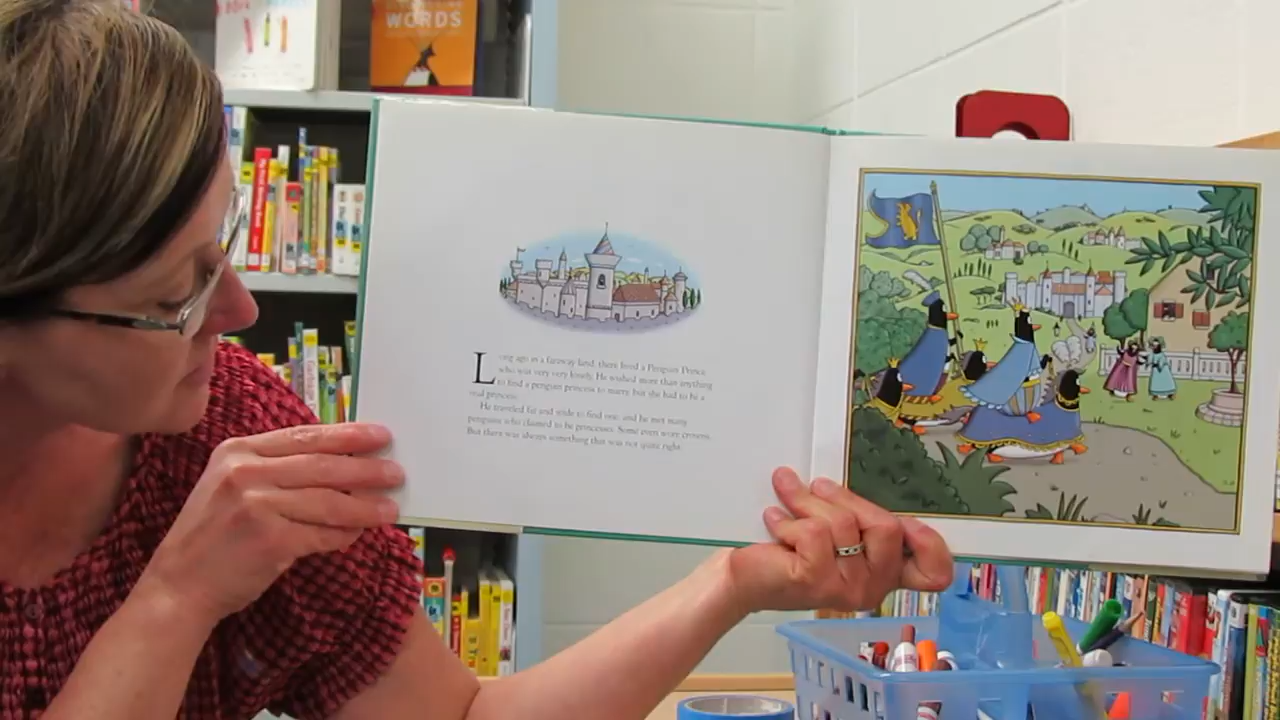 WORDS
Long ago in a faraway land, there lived a Penguin Prince
who was very very lonely. He wished more than anything
to find a penguin princess to marry but she had to be a
real princess.
He traveled far and wide to find one, and he met many
penguins who claimed to be princesses. Some even wore crowns.
But there was always something that was not quite right.